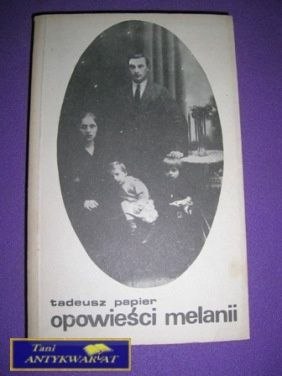 tadeusz papier
opowieści melanii
Tani
ANTYKWARIAT